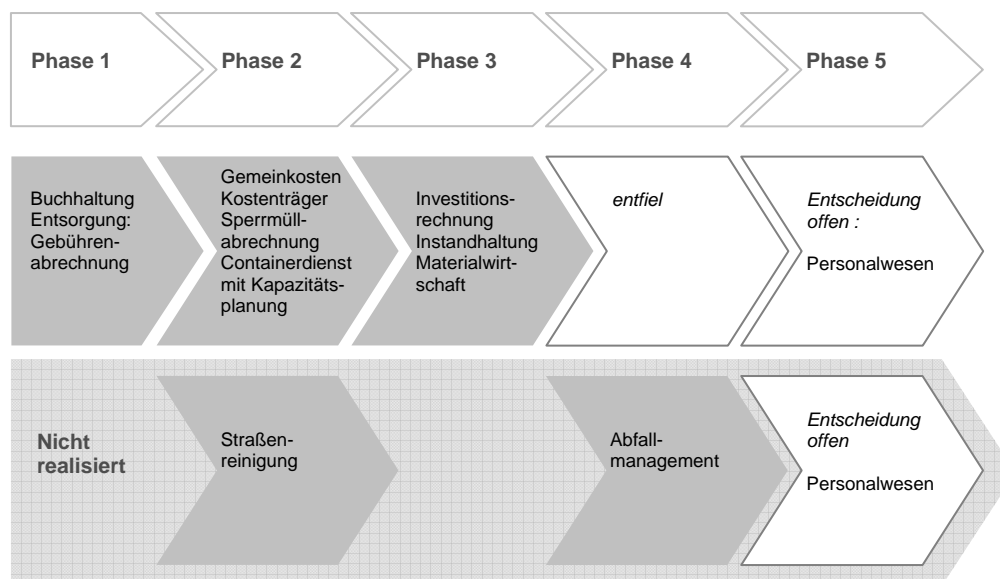 Phase 1
Phase 2
Phase 3
Phase 4
Phase 5
Buchhaltung
Entsorgung:
Gebühren-
abrechnung
Gemeinkosten
Kostenträger
Sperrmüll-
abrechnung
Containerdienst
mit Kapazitäts-
planung
Investitions-
rechnung
Instandhaltung
Materialwirt-
schaft
entfiel
Entscheidung
offen :
Personalwesen
Nicht
realisiert
Straßen-
reinigung
Abfall-
management
Entscheidung
offen
Personalwesen